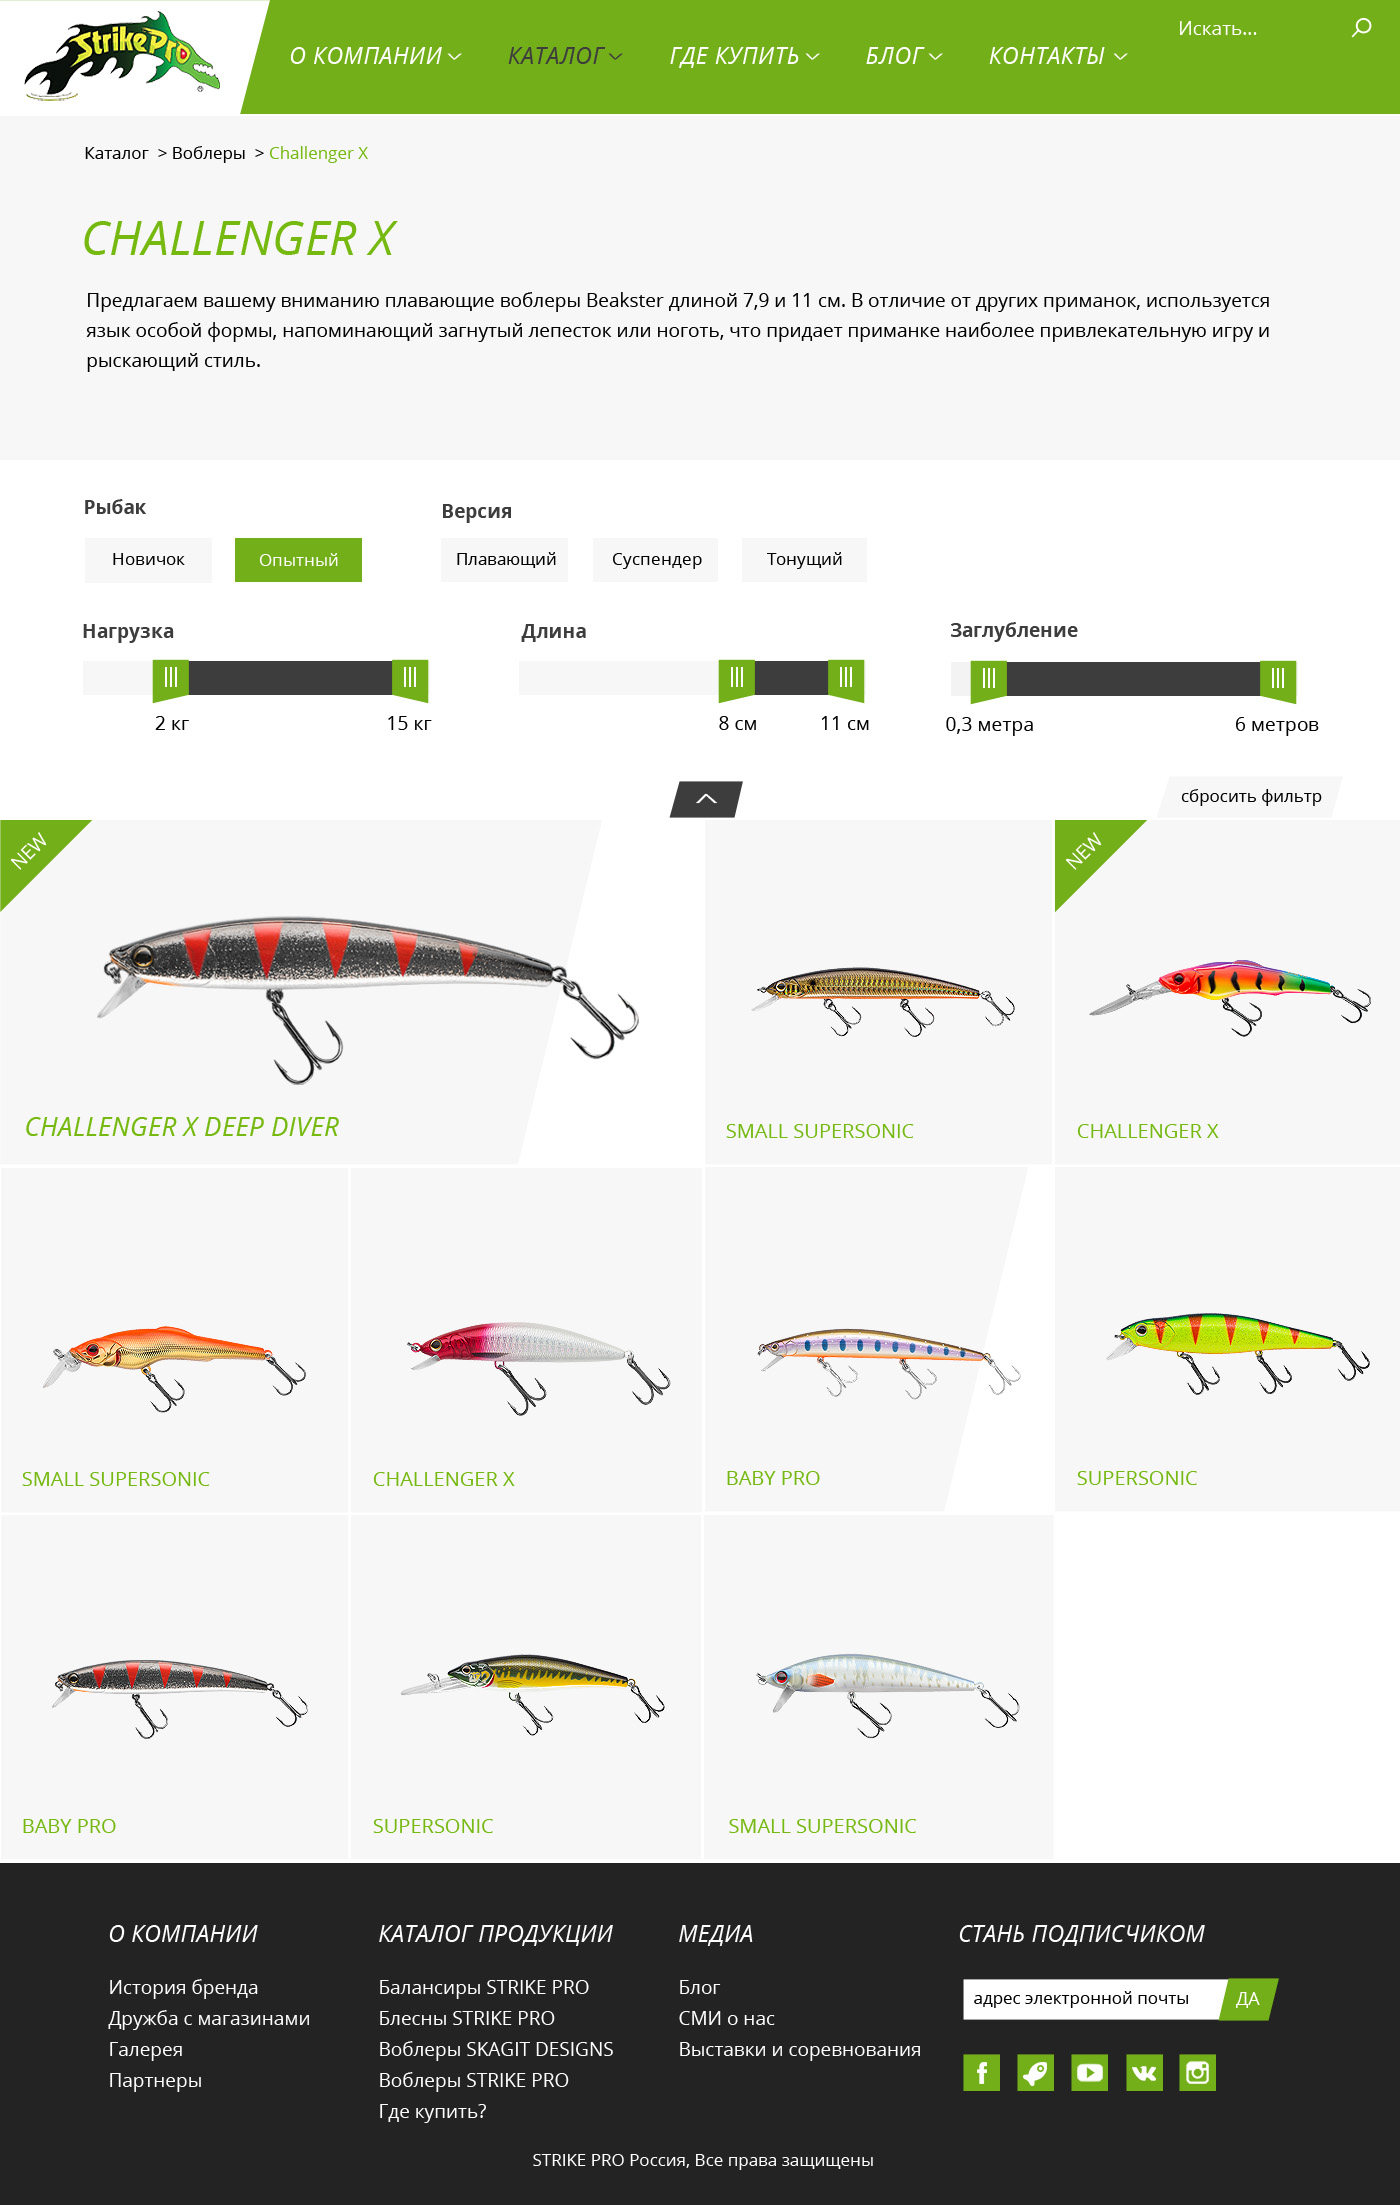 StrikePro
®
О КОМПАНИИ КАТАЛОГ ГДЕ КУПИТЬ БЛОГ КОНТАКТЫ
Искать...
Каталог > Воблеры > Challenger X
CHALLENGER X
Предлагаем вашему вниманию плавающие воблеры Beakster длиной 7,9 и 11 см. В отличие от других приманок, используется
язык особой формы, напоминающий загнутый лепесток или ноготь, что придает приманке наиболее привлекательную игру и
рыскающий стиль.
Рыбак
Новичок Опытный
Версия
Плавающий Суспендер Тонущий
Нагрузка
2 кг 15 кг
Длина
8 см 11 см
Заглубление
0,3 метра 6 метров
сбросить фильтр
NEW
CHALLENGER X DEEP DIVER
SMALL SUPERSONIC
NEW
CHALLENGER X
SMALL SUPERSONIC
CHALLENGER X
BABY PRO
SUPERSONIC
BABY PRO
SUPERSONIC
SMALL SUPERSONIC
О КОМПАНИИ
История бренда
Дружба с магазинами
Галерея
Партнеры
КАТАЛОГ ПРОДУКЦИИ
Балансиры STRIKE PRO
Блесны STRIKE PRO
Воблеры SKAGIT DESIGNS
Воблеры STRIKE PRO
Где купить?
МЕДИА
Блог
СМИ о нас
Выставки и соревнования
СТАНЬ ПОДПИСЧИКОМ
адрес электронной почты ДА
STRIKE PRO Россия, Все права защищены